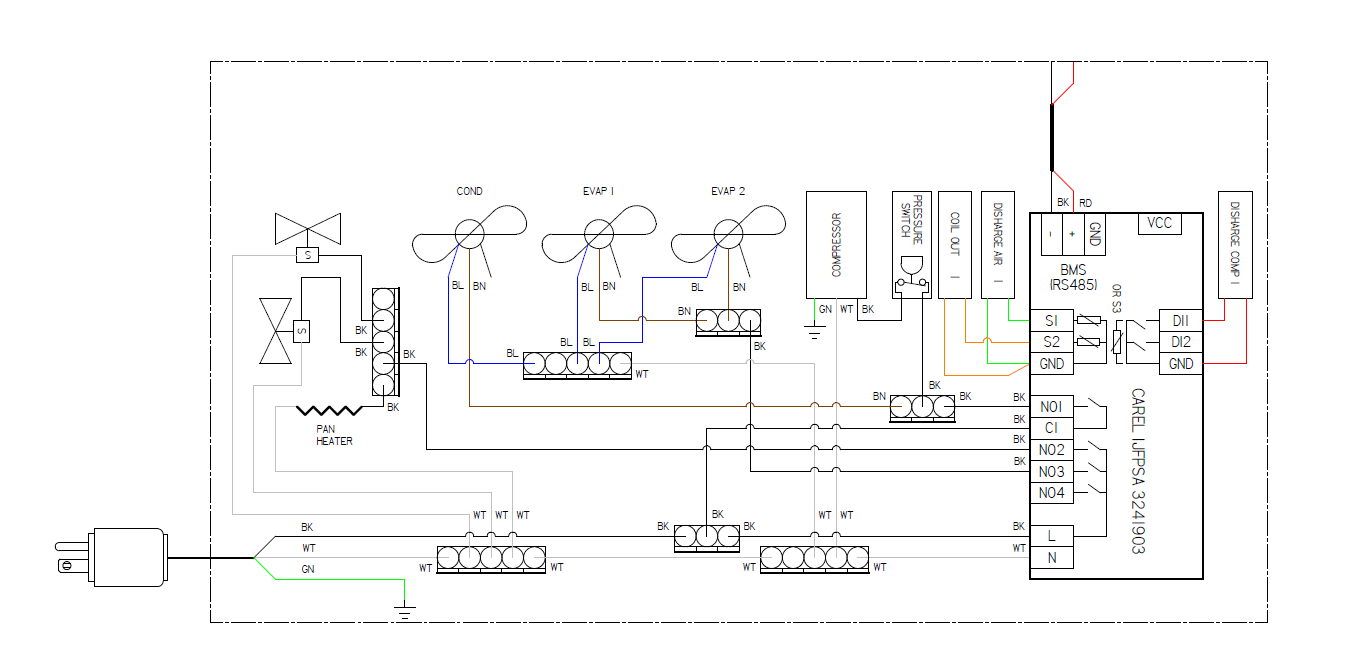 COND
EVAP 1
EVAP 2
COMPRESSOR
PRESSURE
SWITCH
COIL OUT 1
DISHARGE AIR 1
DISHARGE COMP 1
BK
RD
-
+
GND
VCC
BMS
(RS485)
OR S3
S
S
BL
BN
BL
BN
BL
BN
GN
WT
BK
BN
BK
BL
BL
BL
WT
BK
BK
BK
BK
PAN
HEATER
S1
S2
GND
DI1
DI2
GND
BN
BK
BK
BK
NO1
BK
C1
BK
NO2
BK
NO3
NO4
CAREL IJFPSA 3241903
WT
WT
WT
WT
WT
BK
WT
GN
BK
BK
BK
BK
L
WT
N
WT
WT
WT
WT